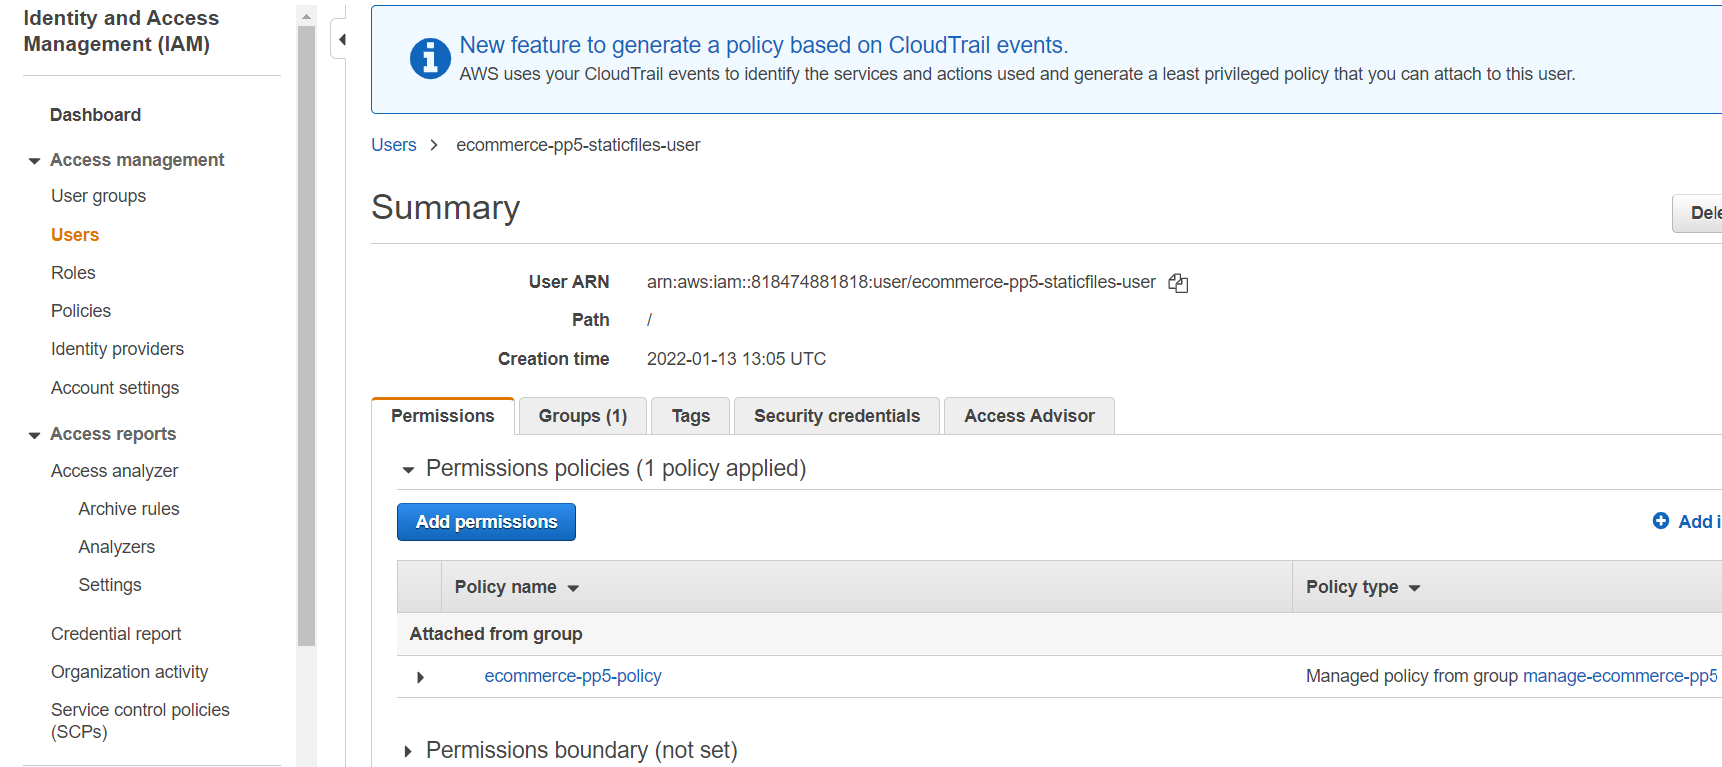 Identity and Access
Management (IAM)
Dashboard
Access management
User groups
Users
Roles
Policies
Identity providers
Account settings
Access reports
Access analyzer
Archive rules
Analyzers
Settings
Credential report
Organization activity
Service control policies
(SCPs)
New feature to generate a policy based on CloudTrail events.
AWS uses your CloudTrail events to identify the services and actions used and generate a least privileged policy that you can attach to this user.
Users > ecommerce-pp5-staticfiles-user
Summary
Dele
User ARN arn:aws:iam::818474881818:user/ecommerce-pp5-staticfiles-user
Path /
Creation time 2022-01-13 13:05 UTC
Permissions Groups (1) Tags Security credentials Access Advisor
Permissions policies (1 policy applied)
Add permissions Add i
Policy name Policy type
Attached from group
ecommerce-pp5-policy Managed policy from group manage-ecommerce-pp5
Permissions boundary (not set)